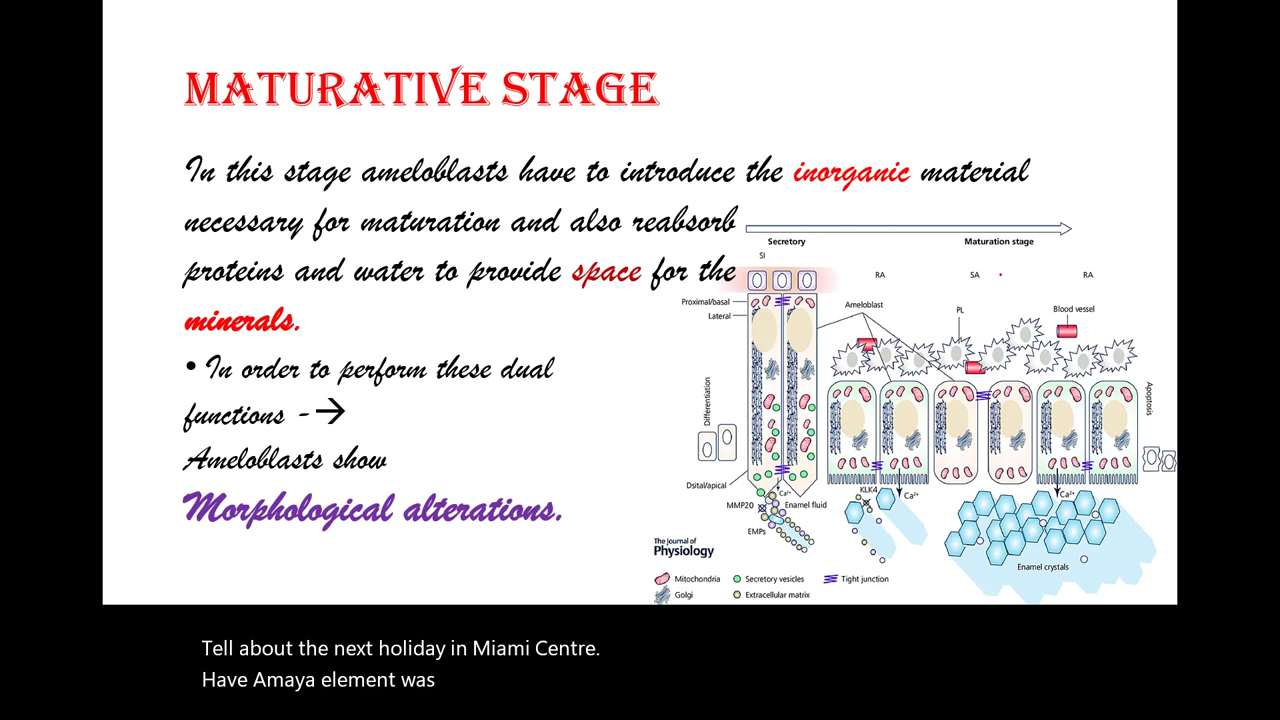 MATURATIVE STAGE
In this stage ameloblasts have to introduce the inorganic material
necessary for maturation and also reabsorb
proteins and water to provide space for the
minerals.
• In order to perform these dual
functions -→
Ameloblasts show
Morphological alterations.
Secretory
Maturation stage
SI
RA
SA
RA
Proximal/basal
Lateral
Ameloblast
PL
Blood vessel
Differentiation
Apoptosis
Dsital/apical
MMP20
EMPs
Ca²⁺
Enamel fluid
KLK4
Ca²⁺
Ca²⁺
Enamel crystals
The Journal of
Physiology
Mitochondria
Secretory vesicles
Tight junction
Golgi
Extracellular matrix
Tell about the next holiday in Miami Centre.
Have Amaya element was